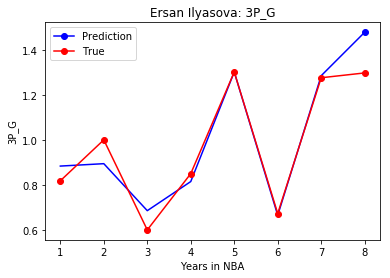 Ersan Ilyasova: 3P_G
Prediction
True
3P_G
1.4
1.2
1.0
0.8
0.6
1 2 3 4 5 6 7 8
Years in NBA